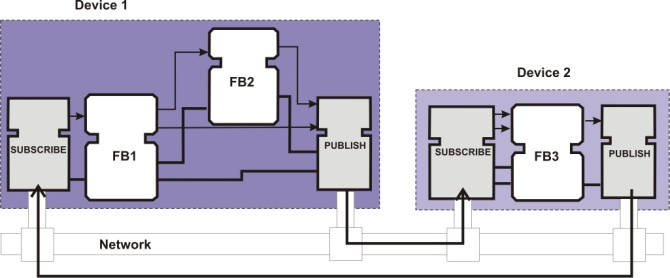 Device 1
FB2
Device 2
SUBSCRIBE
FB1
PUBLISH
SUBSCRIBE
FB3
PUBLISH
Network